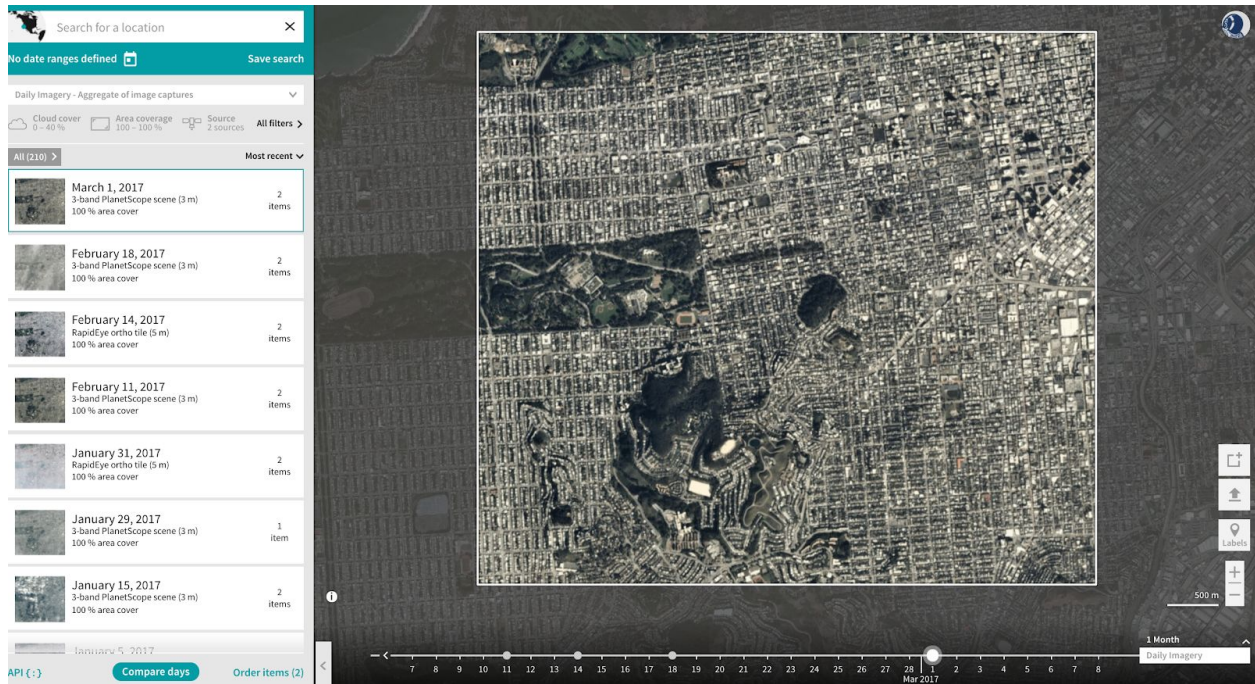 Search for a location
No date ranges defined
Save search
Daily Imagery - Aggregate of image captures
Cloud cover
0 – 40 %
Area coverage
100 – 100 %
Source
2 sources
All filters
All (210)
Most recent
March 1, 2017
3-band PlanetScope scene (3 m)
100 % area cover
2
items
February 18, 2017
3-band PlanetScope scene (3 m)
100 % area cover
2
items
February 14, 2017
RapidEye ortho tile (5 m)
100 % area cover
2
items
February 11, 2017
3-band PlanetScope scene (3 m)
100 % area cover
2
items
January 31, 2017
RapidEye ortho tile (5 m)
100 % area cover
2
items
January 29, 2017
3-band PlanetScope scene (3 m)
100 % area cover
1
item
January 15, 2017
3-band PlanetScope scene (3 m)
100 % area cover
2
items
January 5, 2017
API { : }
Compare days
Order items (2)
Labels
500 m
1 Month
Daily Imagery
7 8 9 10 11 12 13 14 15 16 17 18 19 20 21 22 23 24 25 26 27 28 1 2 3 4 5 6 7 8
Mar 2017